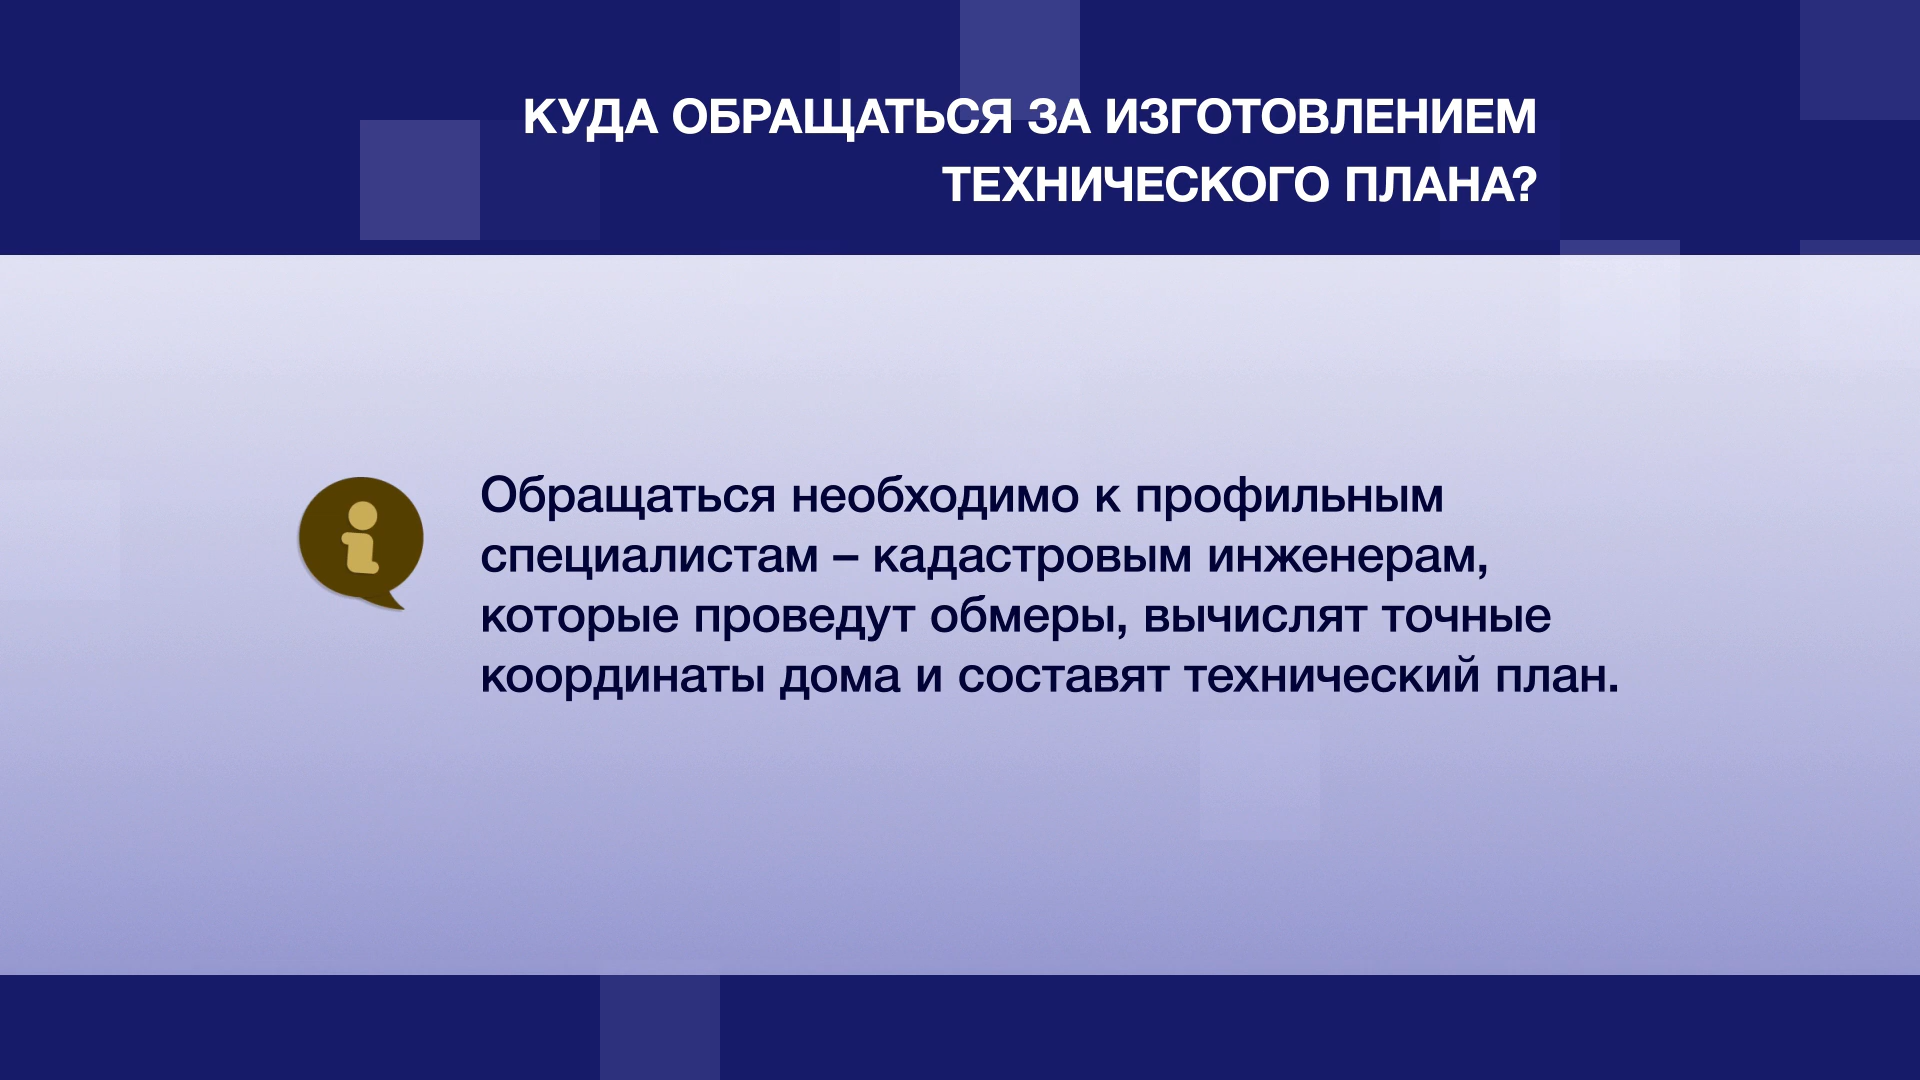 КУДА ОБРАЩАТЬСЯ ЗА ИЗГОТОВЛЕНИЕМ
ТЕХНИЧЕСКОГО ПЛАНА?
Обращаться необходимо к профильным
специалистам – кадастровым инженерам,
которые проведут обмеры, вычислят точные
координаты дома и составят технический план.